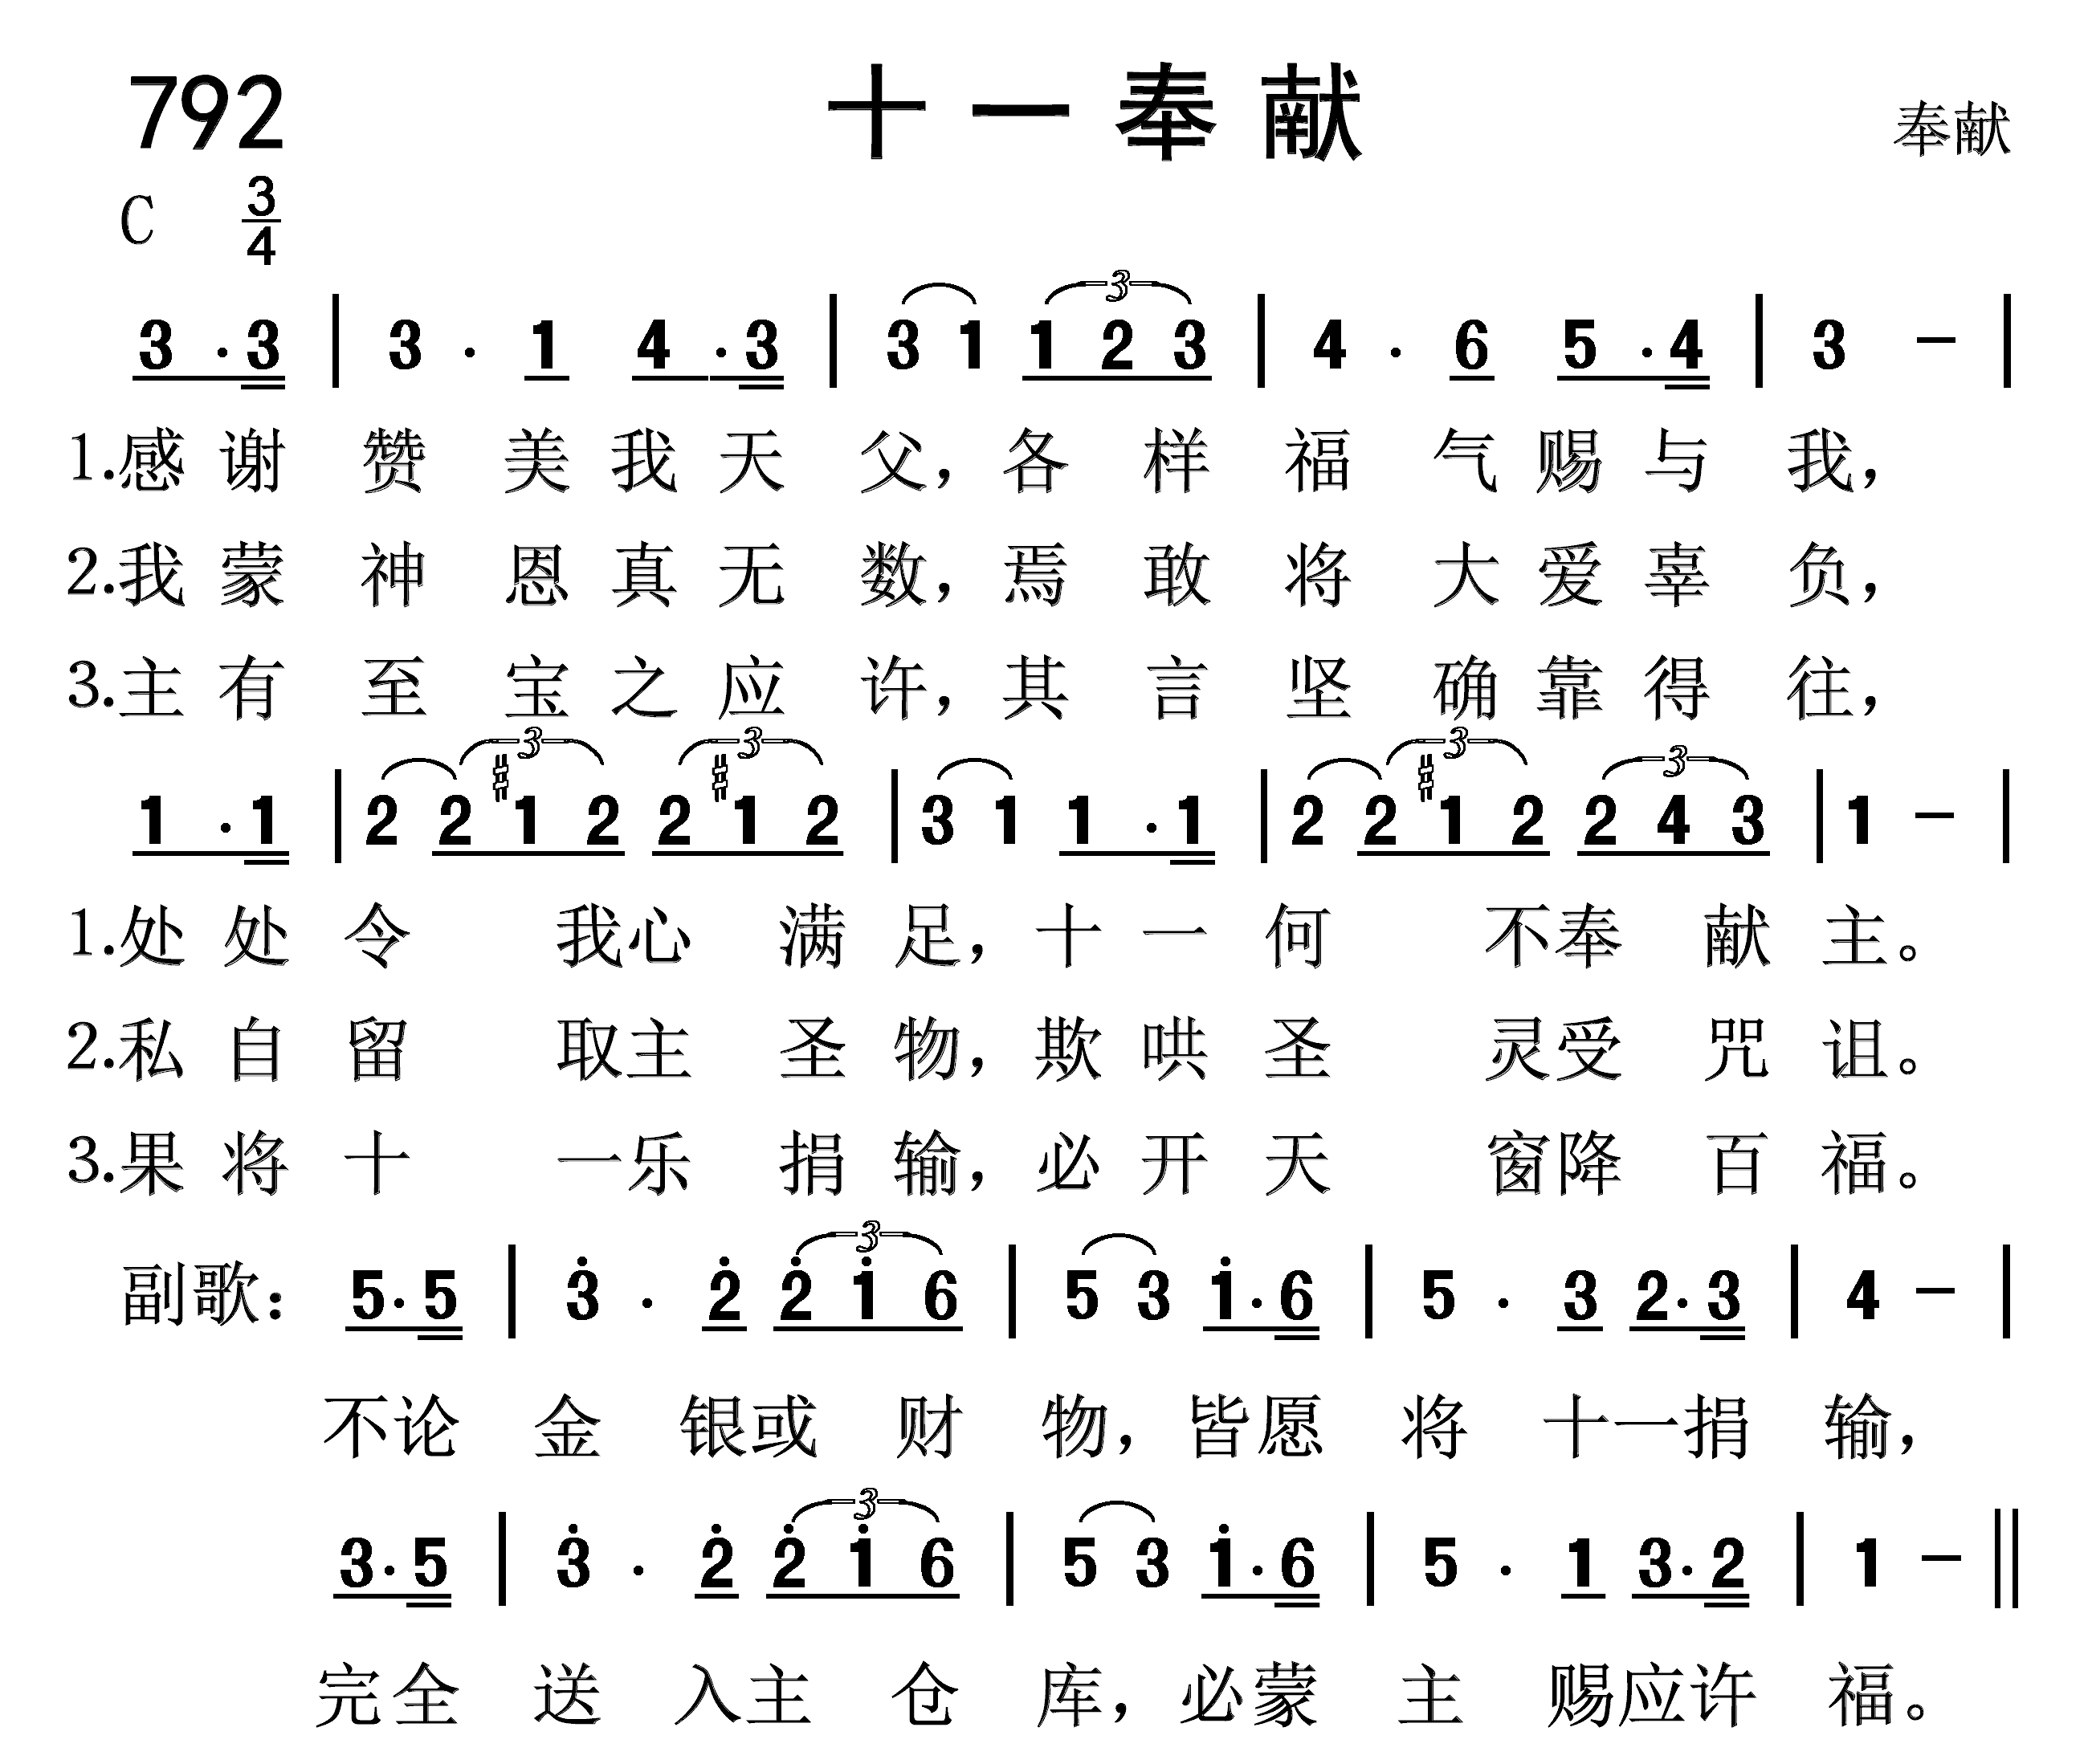 792 十一奉献 奉献
C 3/4
3·3 | 3·1 4·3 | 3 1 1 2 3 | 4·6 5·4 | 3 - |
1.感谢赞美我天父，各样福气赐与我，
2.我蒙神恩真无数，焉敢将大爱辜负，
3.主有至宝之应许，其言坚确靠得往，
1·1 | 2 2 #1 2 2 #1 2 | 3 1 1·1 | 2 2 #1 2 2 4 3 | 1 - |
1.处处令我心满足，十一何不奉献主。
2.私自留取主圣物，欺哄圣灵受咒诅。
3.果将十一乐捐输，必开天窗降百福。
副歌：5·5 | 3·2 2 1 6 | 5 3 1·6 | 5·3 2·3 | 4 - |
不论金银或财物，皆愿将十一捐输，
3·5 | 3·2 2 1 6 | 5 3 1·6 | 5·1 3·2 | 1 - ||
完全送入主仓库，必蒙主赐应许福。